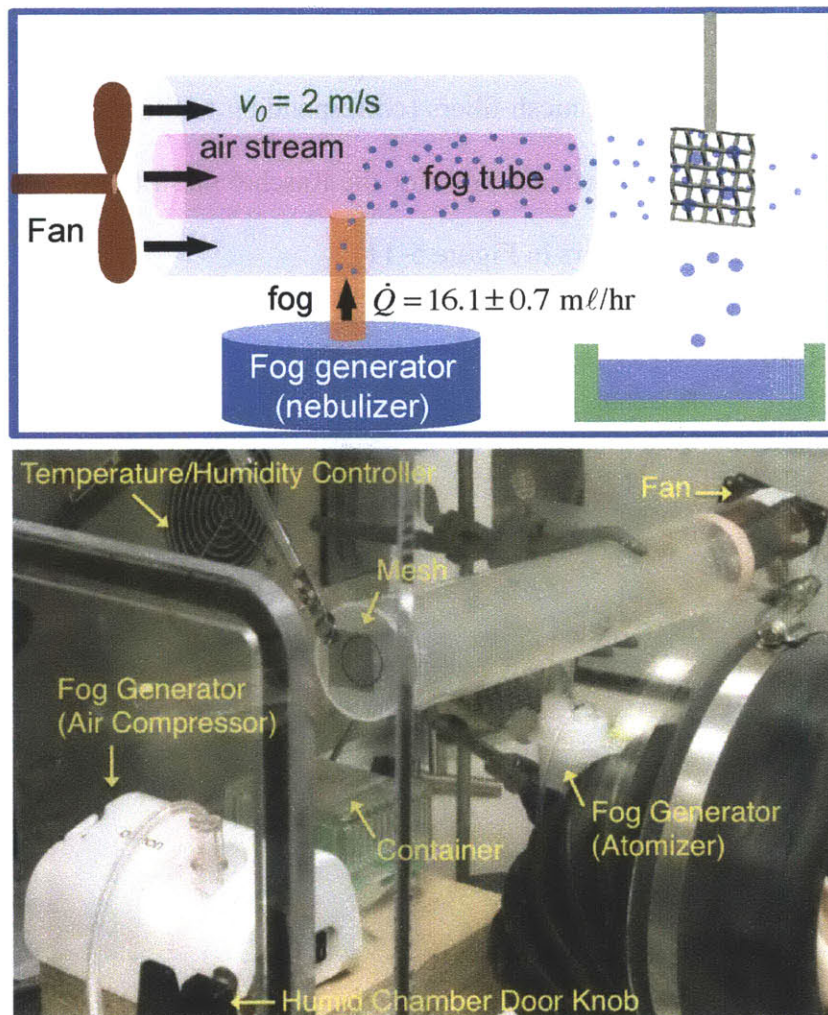 v₀ = 2 m/s
air stream
fog tube
Fan
fog
Q̇ = 16.1 ± 0.7 mℓ/hr
Fog generator
(nebulizer)
Temperature/Humidity Controller
Fan
Mesh
Fog Generator
(Air Compressor)
Fog Generator
(Atomizer)
Container
Humid Chamber Door Knob